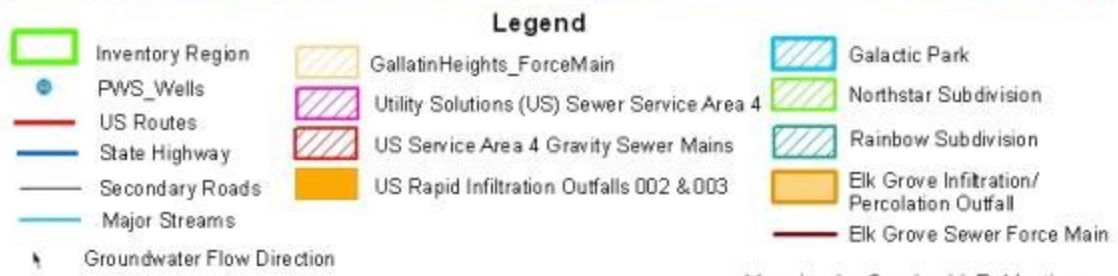 Legend
Inventory Region
PWS_Wells
US Routes
State Highway
Secondary Roads
Major Streams
Groundwater Flow Direction
GallatinHeights_ForceMain
Utility Solutions (US) Sewer Service Area 4
US Service Area 4 Gravity Sewer Mains
US Rapid Infiltration Outfalls 002 & 003
Galactic Park
Northstar Subdivision
Rainbow Subdivision
Elk Grove Infiltration/
Percolation Outfall
Elk Grove Sewer Force Main